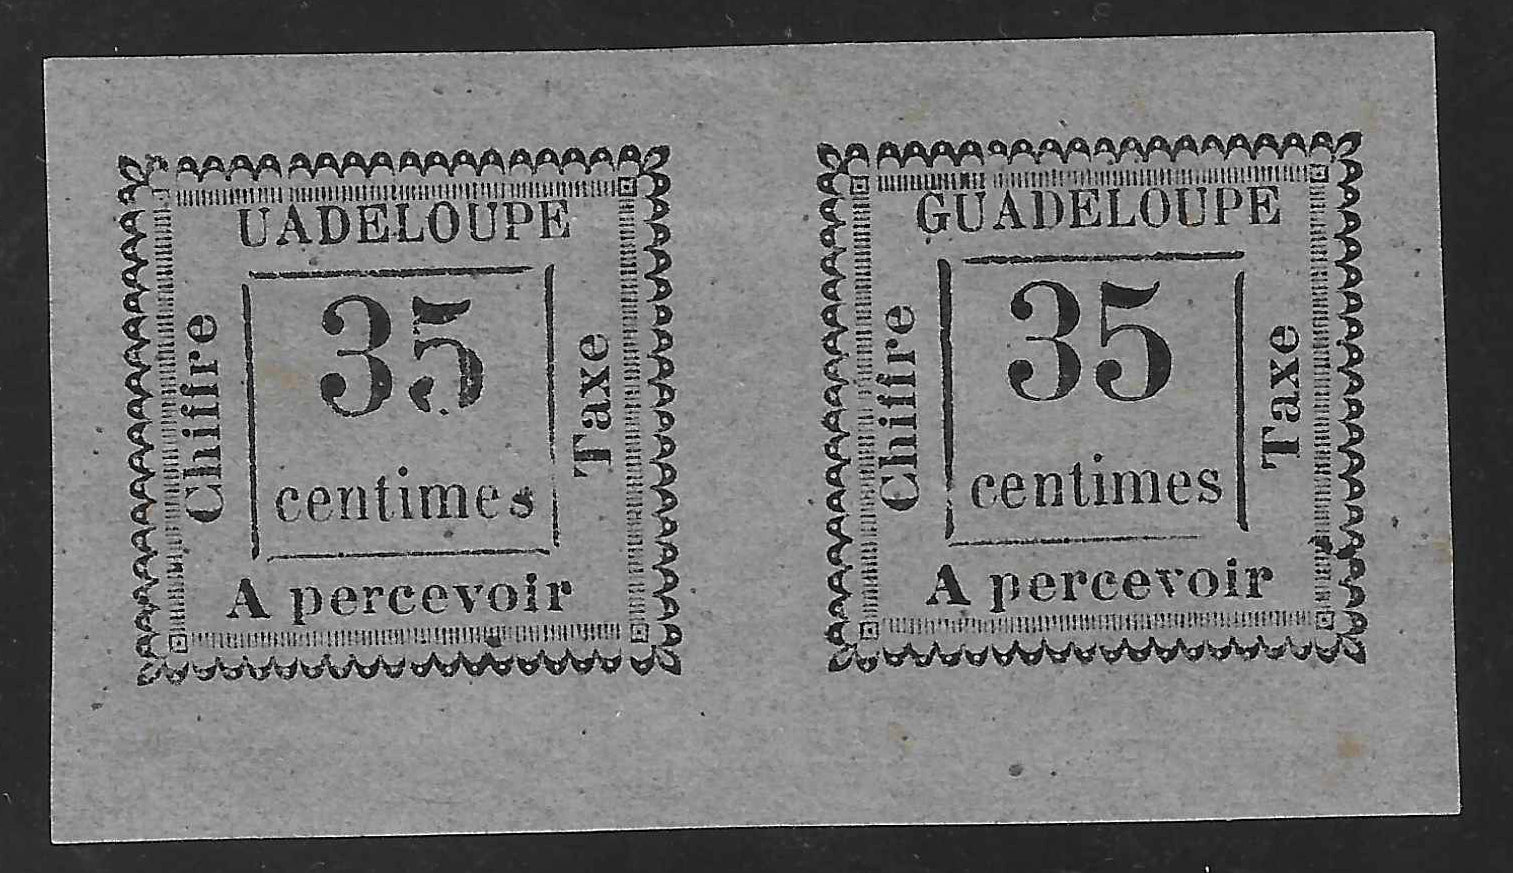 UADELOUPE
35
centimes
Chiffre
Taxe
A percevoir
GUADELOUPE
35
centimes
Chiffre
Taxe
A percevoir